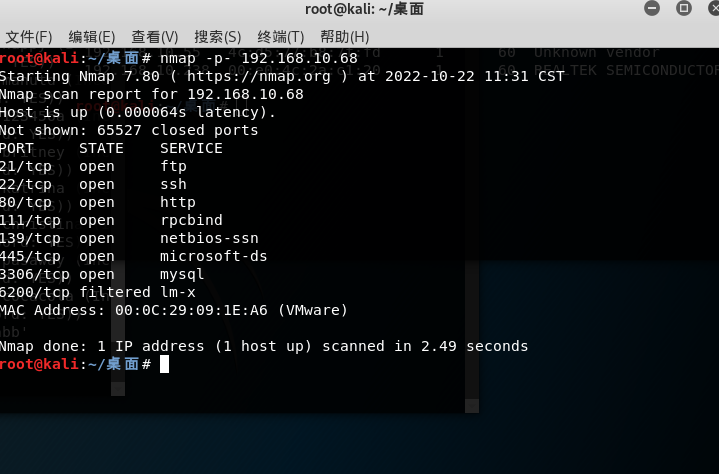 root@kali: ~/桌面
文件(F) 编辑(E) 查看(V) 搜索(S) 终端(T) 帮助(H)
root@kali:~/桌面# nmap -p- 192.168.10.68
Starting Nmap 7.80 ( https://nmap.org ) at 2022-10-22 11:31 CST
Nmap scan report for 192.168.10.68
Host is up (0.000064s latency).
Not shown: 65527 closed ports
PORT STATE SERVICE
21/tcp open ftp
22/tcp open ssh
80/tcp open http
111/tcp open rpcbind
139/tcp open netbios-ssn
445/tcp open microsoft-ds
3306/tcp open mysql
6200/tcp filtered lm-x
MAC Address: 00:0C:29:09:1E:A6 (VMware)
Nmap done: 1 IP address (1 host up) scanned in 2.49 seconds
root@kali:~/桌面#
1 60 Unknown vendor
60 REALTEK SEMICONDUCTOR